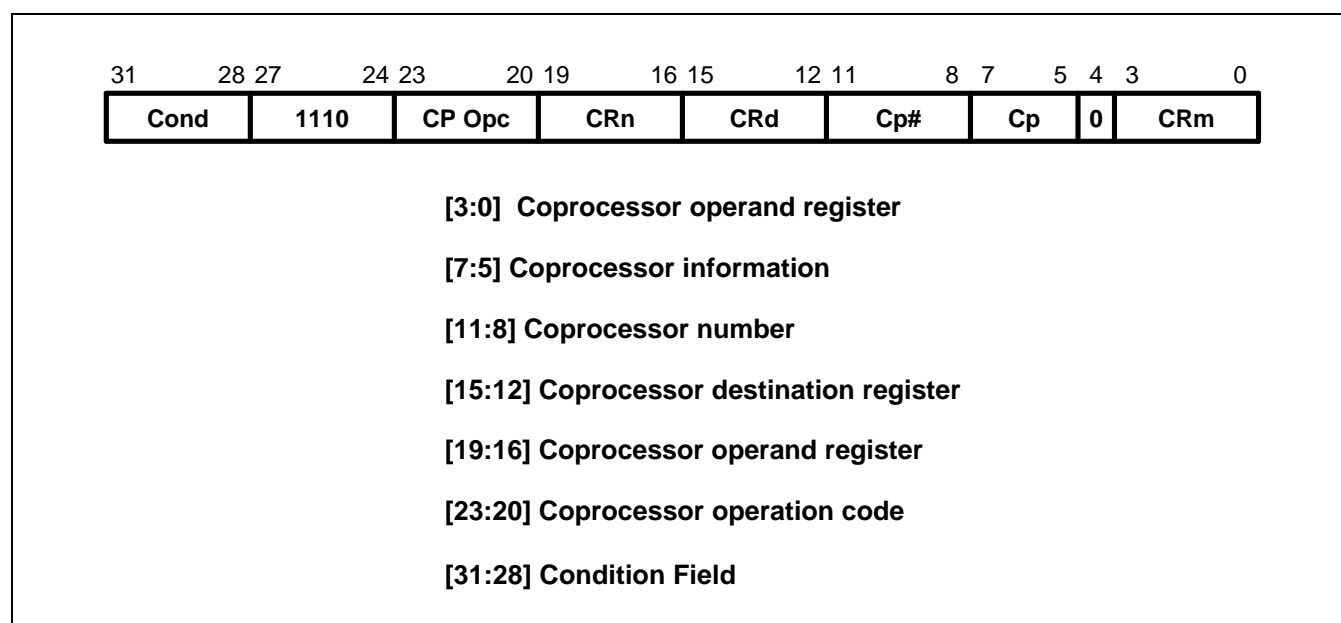 31 28 27 24 23 20 19 16 15 12 11 8 7 5 4 3 0
Cond 1110 CP Opc CRn CRd Cp# Cp 0 CRm
[3:0] Coprocessor operand register
[7:5] Coprocessor information
[11:8] Coprocessor number
[15:12] Coprocessor destination register
[19:16] Coprocessor operand register
[23:20] Coprocessor operation code
[31:28] Condition Field